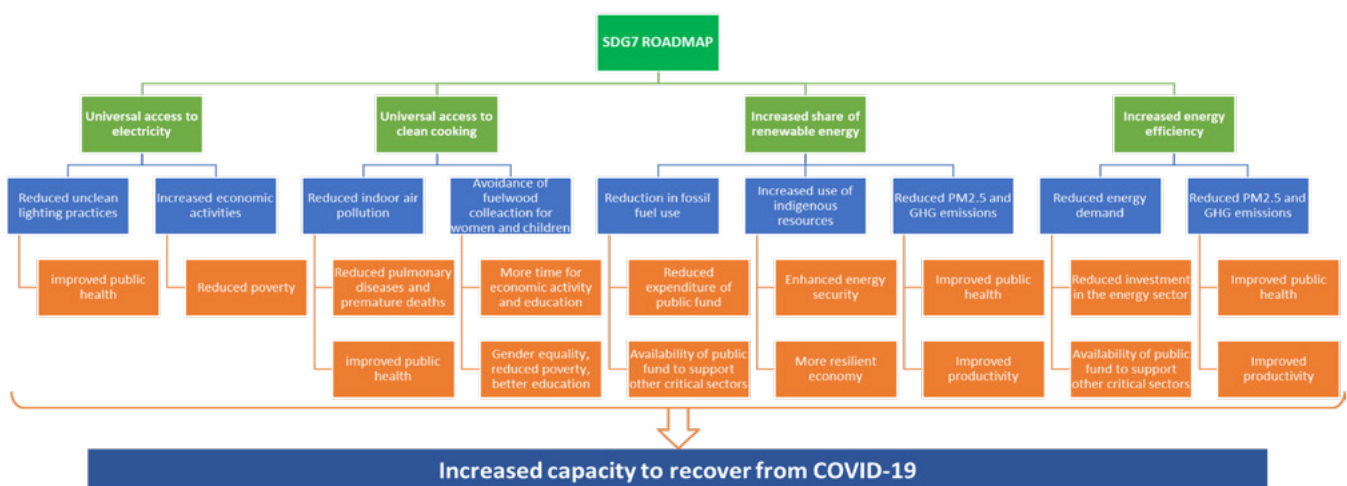 SDG7 ROADMAP
Universal access to
electricity
Universal access to
clean cooking
Increased share of
renewable energy
Increased energy
efficiency
Reduced unclean
lighting practices
Increased economic
activities
Reduced indoor air
pollution
Avoidance of
fuelwood
colleaction for
women and children
Reduction in fossil
fuel use
Increased use of
indigenous
resources
Reduced PM2.5 and
GHG emissions
Reduced energy
demand
Reduced PM2.5 and
GHG emissions
improved public
health
Reduced poverty
Reduced pulmonary
diseases and
premature deaths
More time for
economic activity
and education
Reduced
expenditure of
public fund
Enhanced energy
security
Improved public
health
Reduced investment
in the energy sector
Improved public
health
improved public
health
Gender equality,
reduced poverty,
better education
Availability of public
fund to support
other critical sectors
More resilient
economy
Improved
productivity
Availability of public
fund to support
other critical sectors
Improved
productivity
Increased capacity to recover from COVID-19